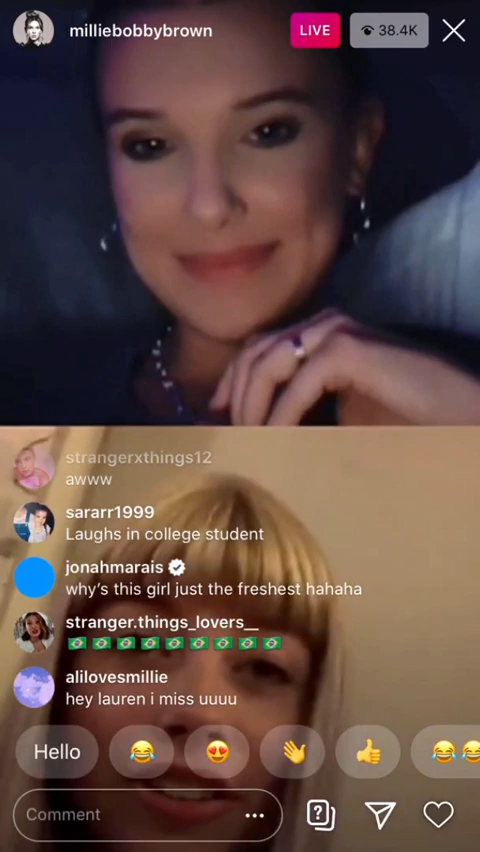 milliebobbybrown LIVE 38.4K
strangerxthings12
awww
sararr1999
Laughs in college student
jonahmarais
why's this girl just the freshest hahaha
stranger.things_lovers__
🇧🇷 🇧🇷 🇧🇷 🇧🇷 🇧🇷 🇧🇷 🇧🇷 🇧🇷 🇧🇷
alilovesmillie
hey lauren i miss uuuu
Hello 😂 😍 👋 👍 😂😂
Comment